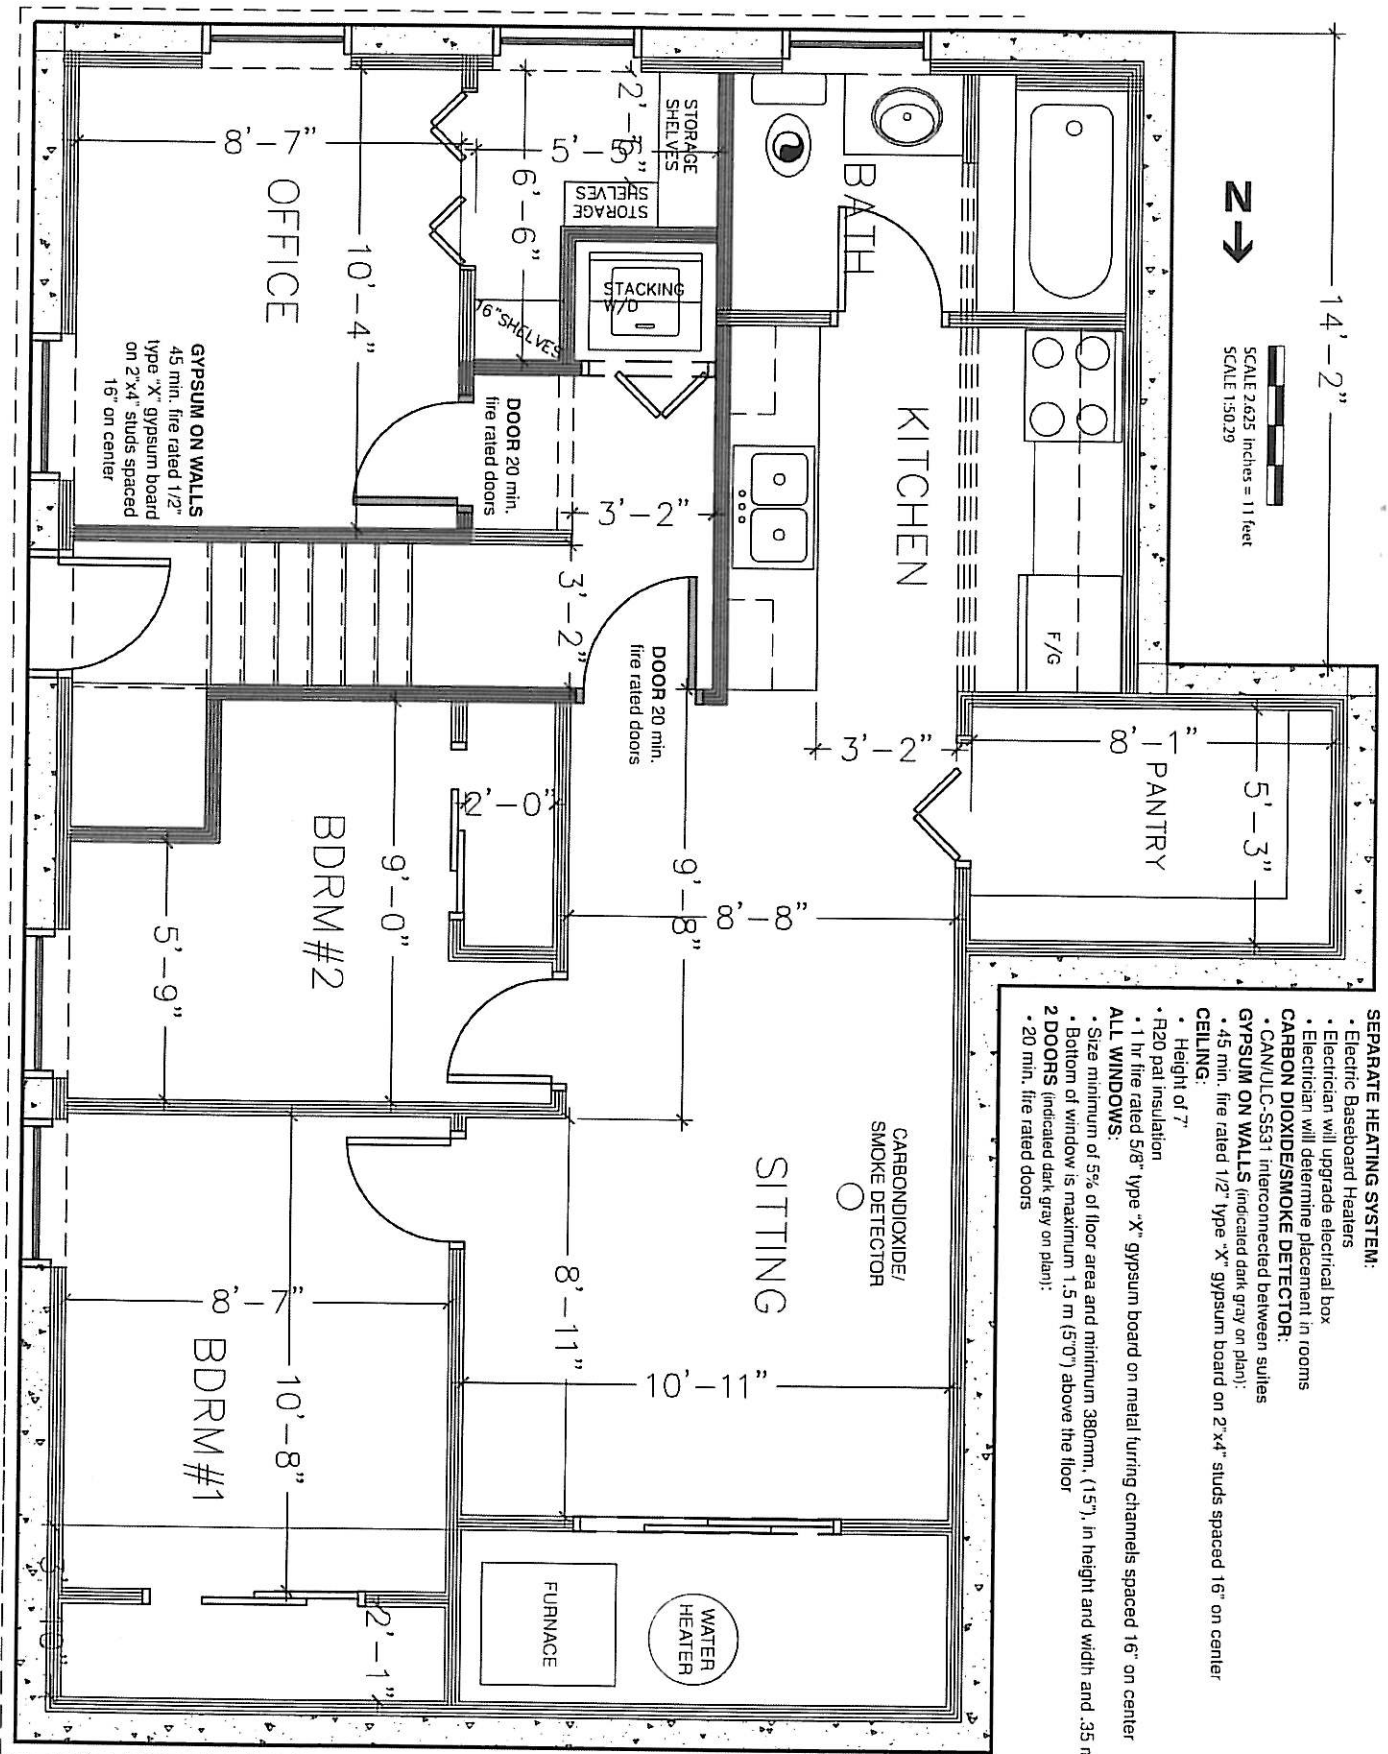 SEPARATE HEATING SYSTEM:
• Electric Baseboard Heaters
• Electrician will upgrade electrical box
• Electrician will determine placement in rooms
CARBON DIOXIDE/SMOKE DETECTOR:
• CAN/ULC-S531 interconnected between suites
GYPSUM ON WALLS (indicated dark gray on plan):
• 45 min. fire rated 1/2" type "X" gypsum board on 2"x4" studs spaced 16" on center
CEILING:
• Height of 7'
• R20 pat insulation
• 1 hr fire rated 5/8" type "X" gypsum board on metal furring channels spaced 16" on center
ALL WINDOWS:
• Size minimum of 5% of floor area and minimum 380mm, (15"), in height and width and .35
• Bottom of window is maximum 1.5 m (5'0") above the floor
2 DOORS (indicated dark gray on plan):
• 20 min. fire rated doors
14'-2"
SCALE 2.625 inches = 11 feet
SCALE 1:50.29
N
5'-3"
8'-1"
PANTRY
F/G
KITCHEN
BATH
3'-2"
STORAGE
SHELVES
STORAGE
SHELVES
2'-6"
5'-5"
6'-6"
STACKING
W/D
16" SHELVES
3'-2"
3'-2"
DOOR 20 min.
fire rated doors
DOOR 20 min.
fire rated doors
9'-8"
8'-8"
CARBONDIOXIDE/
SMOKE DETECTOR
SITTING
8'-11"
10'-11"
WATER
HEATER
FURNACE
OFFICE
8'-7"
10'-4"
GYPSUM ON WALLS
45 min. fire rated 1/2"
type "X" gypsum board
on 2"x4" studs spaced
16" on center
2'-0"
9'-0"
BDRM#2
5'-9"
8'-7"
10'-8"
BDRM#1
2'-1"